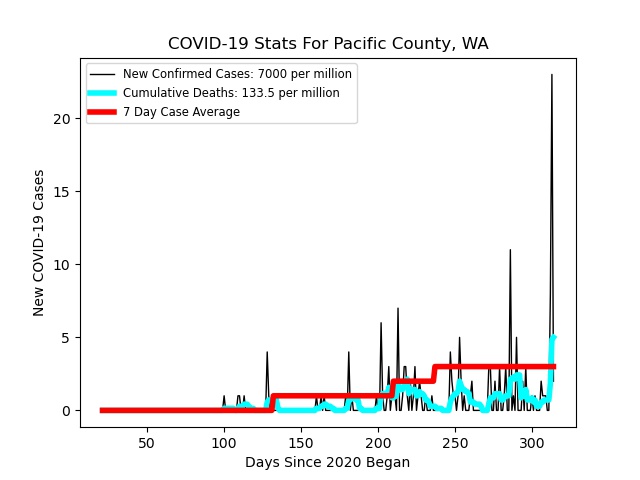 COVID-19 Stats For Pacific County, WA
New Confirmed Cases: 7000 per million
Cumulative Deaths: 133.5 per million
7 Day Case Average
New COVID-19 Cases
20
15
10
5
0
50 100 150 200 250 300
Days Since 2020 Began